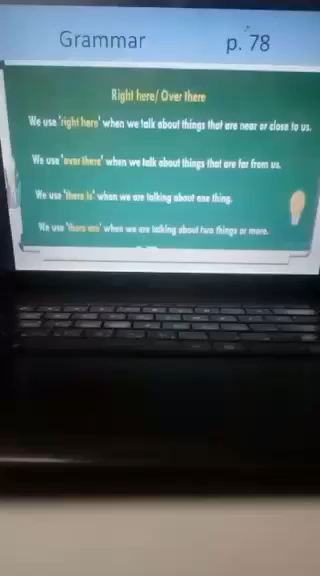 Grammar p. 78
Right here/ Over there
We use 'right here' when we talk about things that are near or close to us.
We use 'over there' when we talk about things that are far from us.
We use 'there is' when we are talking about one thing.
We use 'there are' when we are talking about two things or more.